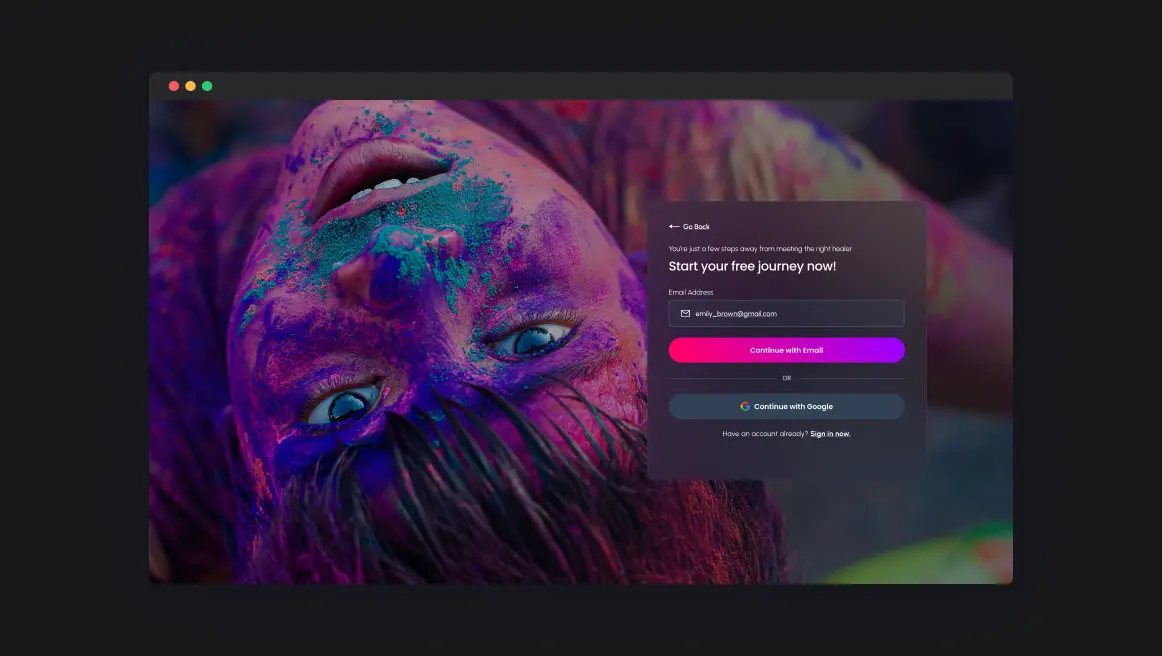 Go Back
You're just a few steps away from meeting the right healer
Start your free journey now!
Email Address
emily_brown@gmail.com
Continue with Email
OR
Continue with Google
Have an account already? Sign in now.